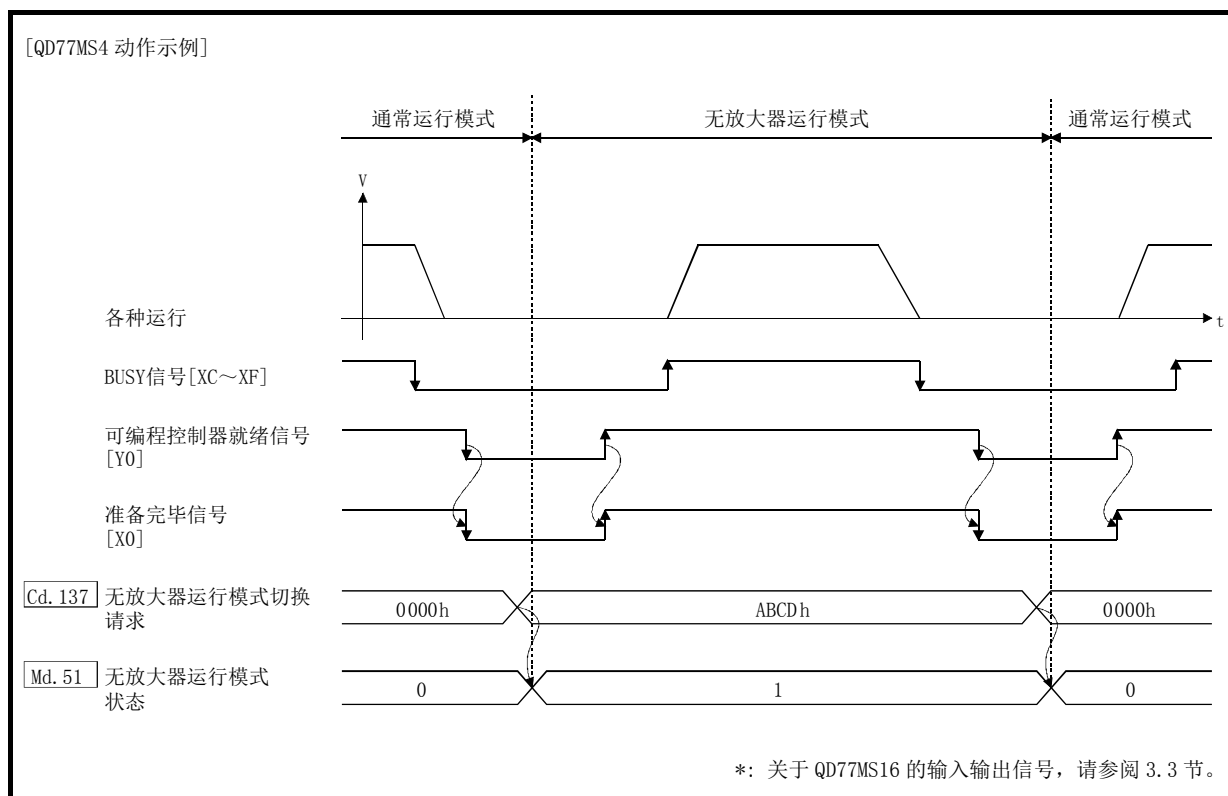 [QD77MS4 动作示例]
通常运行模式
无放大器运行模式
通常运行模式
V
各种运行
t
BUSY信号[XC～XF]
可编程控制器就绪信号
[Y0]
准备完毕信号
[X0]
Cd.137 无放大器运行模式切换
请求
0000h
ABCDh
0000h
Md.51 无放大器运行模式
状态
0
1
0
*: 关于 QD77MS16 的输入输出信号，请参阅 3.3 节。